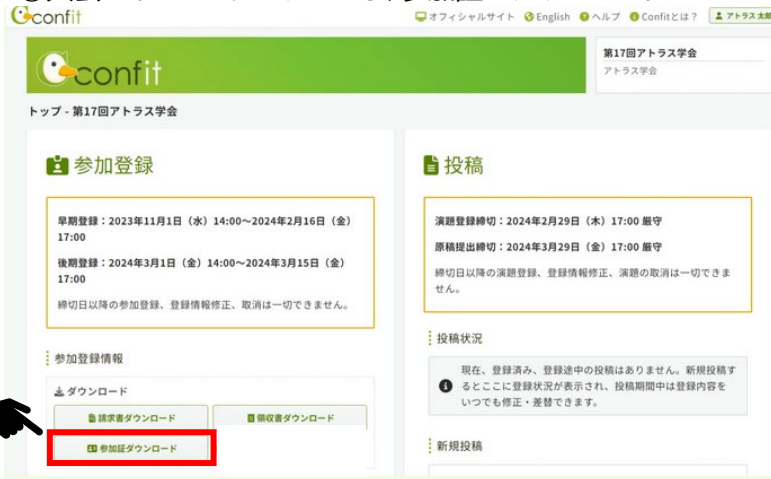 confit
オフィシャルサイト English ヘルプ Confitとは? アトラス太郎
confit
第17回アトラス学会
アトラス学会
トップ - 第17回アトラス学会
参加登録
早期登録：2023年11月1日（水）14:00～2024年2月16日（金）
17:00
後期登録：2024年3月1日（金）14:00～2024年3月15日（金）
17:00
締切日以降の参加登録、登録情報修正、取消は一切できません。
参加登録情報
ダウンロード
請求書ダウンロード
領収書ダウンロード
参加証ダウンロード
投稿
演題登録締切：2024年2月29日（木）17:00 厳守
原稿提出締切：2024年3月29日（金）17:00 厳守
締切日以降の演題登録、登録情報修正、演題の取消は一切できま
せん。
投稿状況
現在、登録済み、登録途中の投稿はありません。新規投稿す
るとここに登録状況が表示され、投稿期間中は登録内容を
いつでも修正・差替できます。
新規投稿